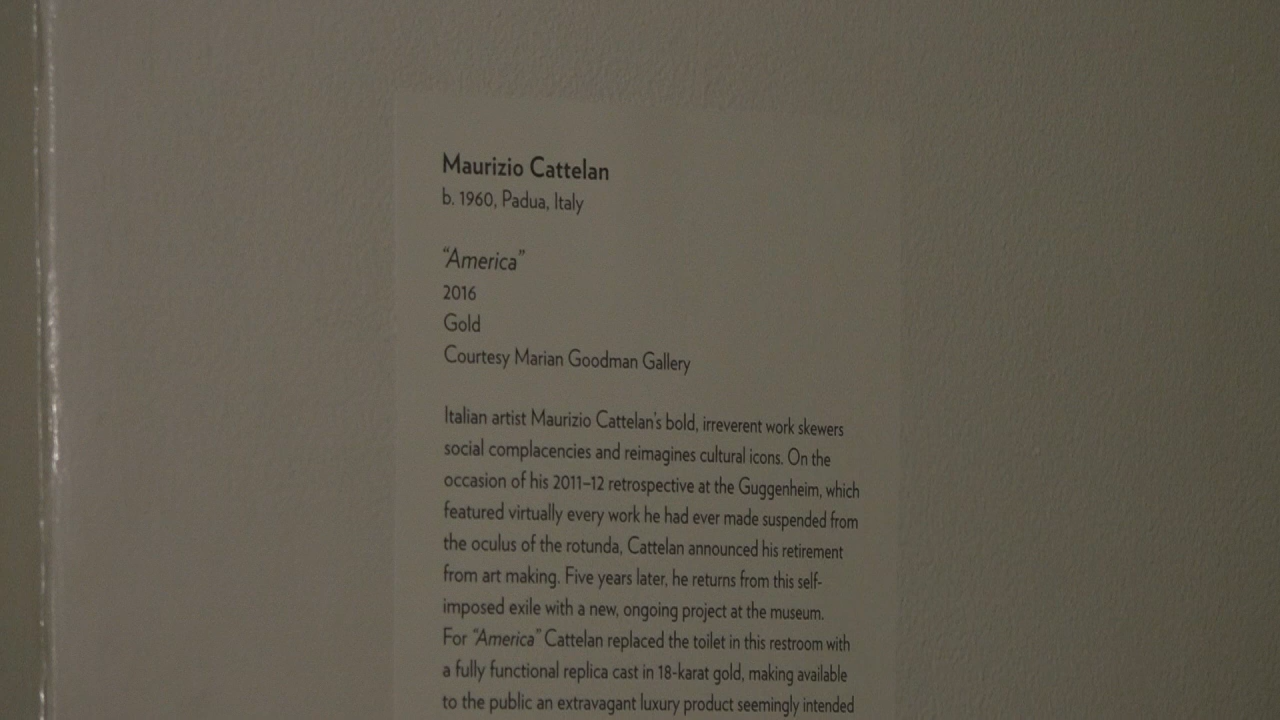 Maurizio Cattelan
b. 1960, Padua, Italy
“America”
2016
Gold
Courtesy Marian Goodman Gallery
Italian artist Maurizio Cattelan’s bold, irreverent work skewers
social complacencies and reimagines cultural icons. On the
occasion of his 2011–12 retrospective at the Guggenheim, which
featured virtually every work he had ever made suspended from
the oculus of the rotunda, Cattelan announced his retirement
from art making. Five years later, he returns from this self-
imposed exile with a new, ongoing project at the museum.
For “America” Cattelan replaced the toilet in this restroom with
a fully functional replica cast in 18-karat gold, making available
to the public an extravagant luxury product seemingly intended